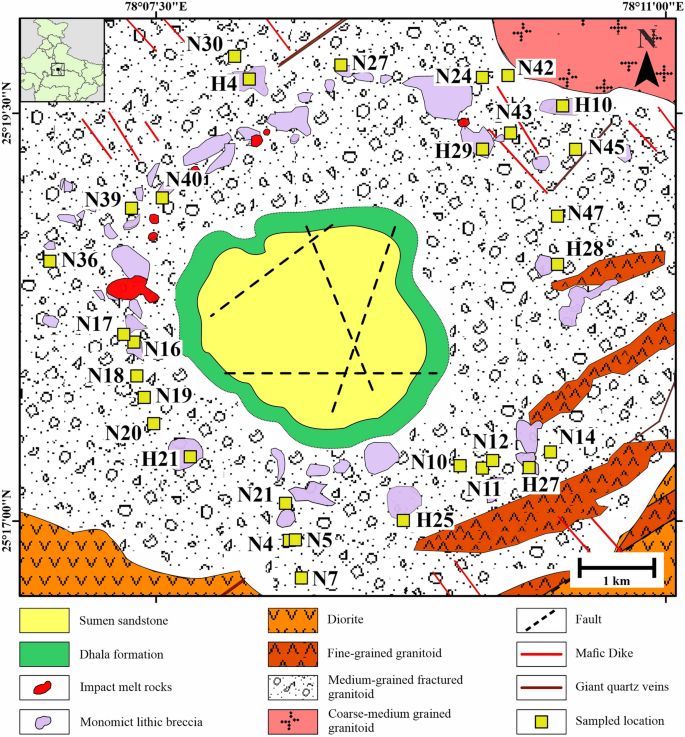 78°07'30''E
78°11'00''E
N30
N27
N24
N42
N
H4
H10
25°19'30''N
N43
H29
N45
N40
N39
N47
N36
H28
N17
N16
N18
N19
N20
N12
N14
H21
N10
N11
H27
N21
H25
25°17'00''N
N4
N5
N7
1 km
Sumen sandstone
Diorite
Fault
Dhala formation
Fine-grained granitoid
Mafic Dike
Impact melt rocks
Medium-grained fractured
granitoid
Giant quartz veins
Monomict lithic breccia
Coarse-medium grained
granitoid
Sampled location